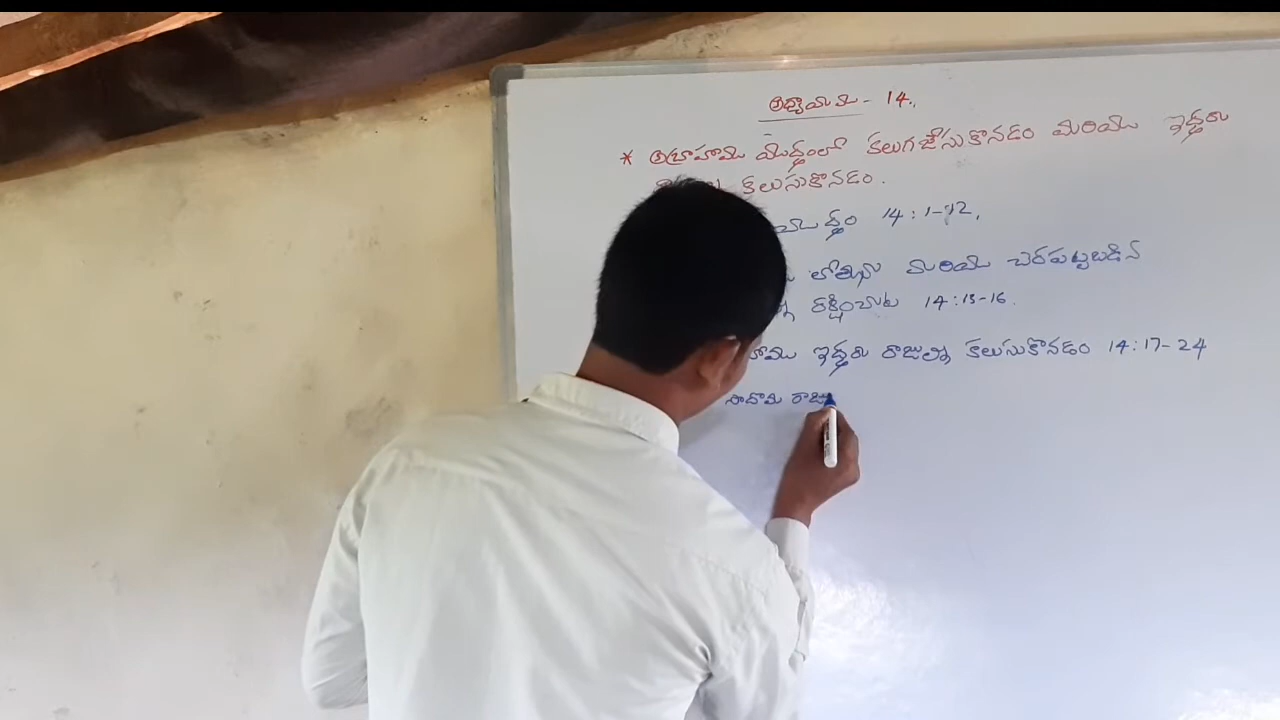 అధ్యాయము - 14.
* అబ్రాహాము యుద్ధంలో కలుగజేసుకొనడం మరియు ఇద్దరు
కలుసుకొనడం.
యుద్ధం 14:1-12.
లోతును మరియు చెరపట్టబడిన
రక్షించుట 14:13-16.
ఇద్దరు రాజుల్ని కలుసుకొనడం 14:17-24
సొదొమ రాజు